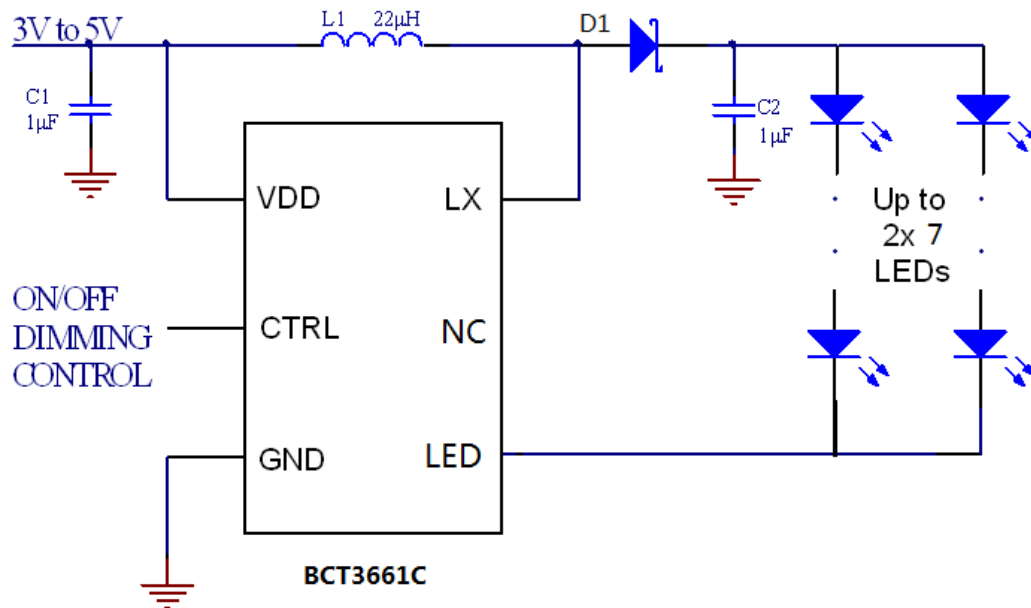 3V to 5V
L1
22µH
D1
C1
1µF
C2
1µF
VDD
LX
Up to
2x 7
LEDs
ON/OFF
DIMMING
CONTROL
CTRL
NC
GND
LED
BCT3661C